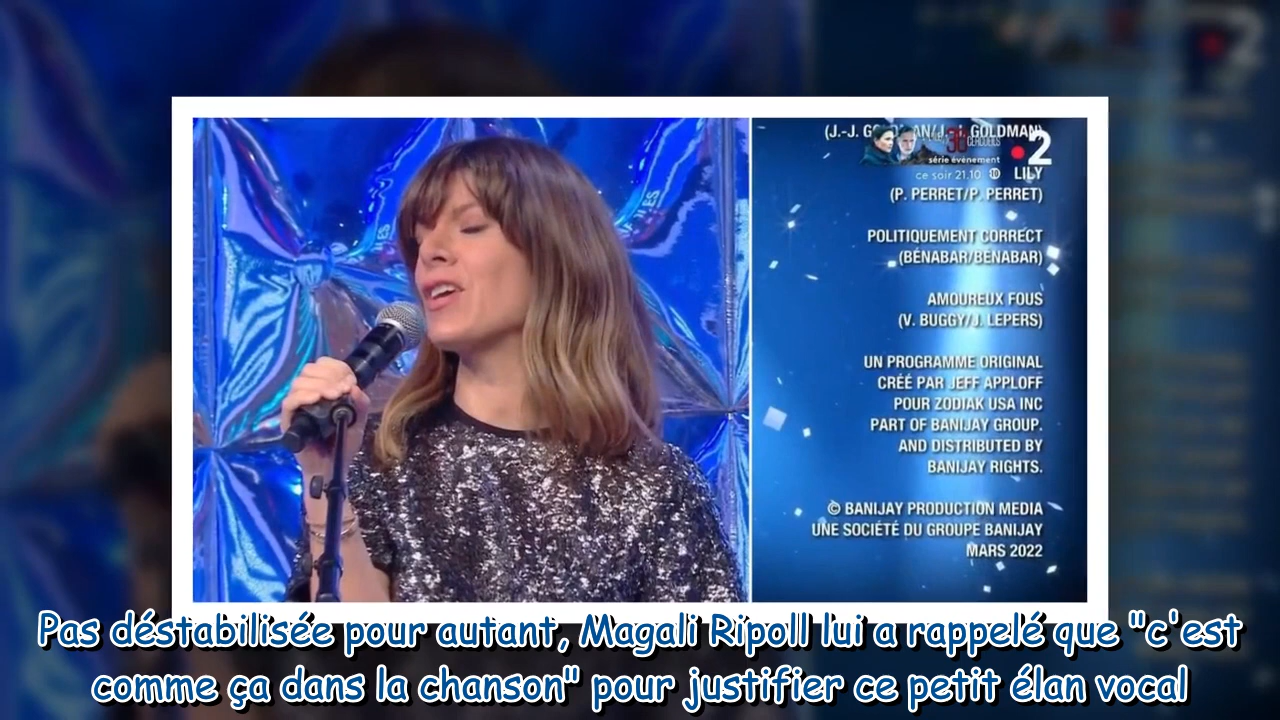 (J.-J. GOLDMAN/J.-J. GOLDMAN)
CERCUEILS
série évènement
2
ce soir 21.10
LILY
(P. PERRET/P. PERRET)
POLITIQUEMENT CORRECT
(BÉNABAR/BÉNABAR)
AMOUREUX FOUS
(V. BUGGY/J. LEPERS)
UN PROGRAMME ORIGINAL
CRÉÉ PAR JEFF APPLOFF
POUR ZODIAK USA INC
PART OF BANIJAY GROUP.
AND DISTRIBUTED BY
BANIJAY RIGHTS.
© BANIJAY PRODUCTION MEDIA
UNE SOCIÉTÉ DU GROUPE BANIJAY
MARS 2022
Pas déstabilisée pour autant, Magali Ripoll lui a rappelé que "c'est
comme ça dans la chanson" pour justifier ce petit élan vocal